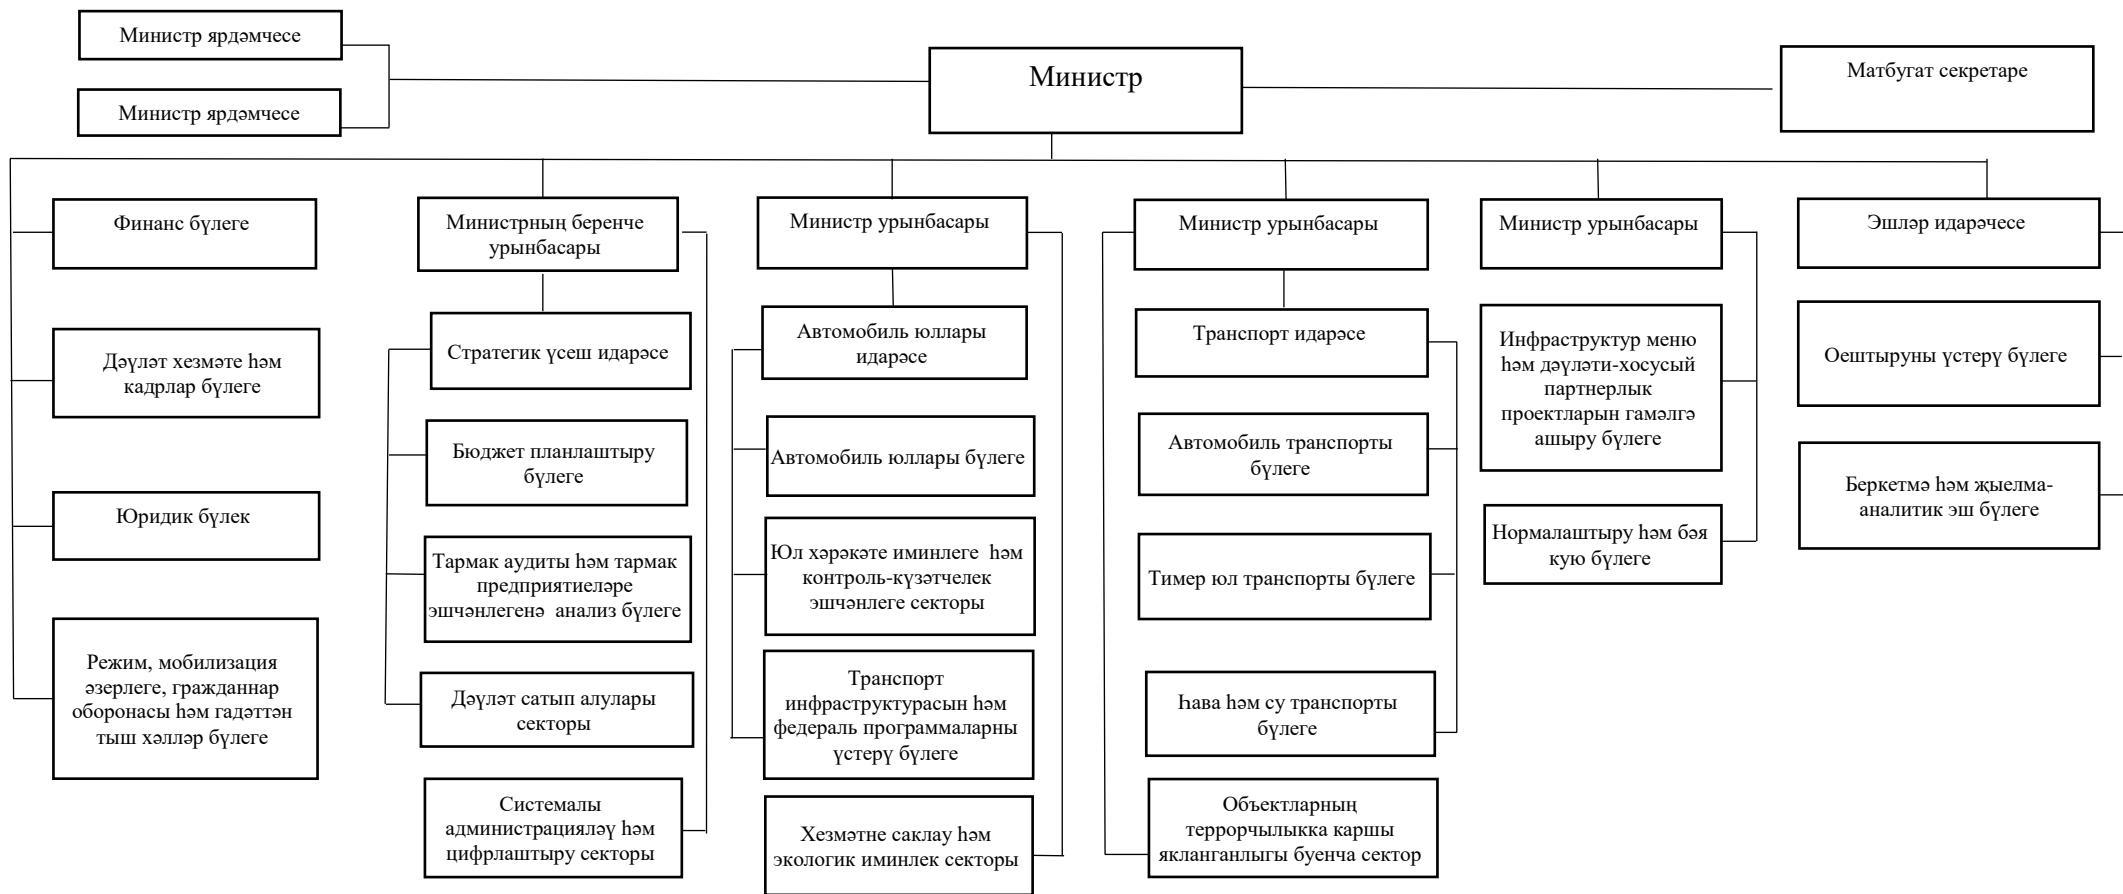 Министр ярдәмчесе
Министр ярдәмчесе
Министр
Матбугат секретаре
Финанс бүлеге
Дәүләт хезмәте һәм
кадрлар бүлеге
Юридик бүлек
Режим, мобилизация
әзерлеге, гражданнар
оборонасы һәм гадәттән
тыш хәлләр бүлеге
Министрның беренче
урынбасары
Стратегик үсеш идарәсе
Бюджет планлаштыру
бүлеге
Тармак аудиты һәм тармак
предприятиеләре
эшчәнлегенә анализ бүлеге
Дәүләт сатып алулары
секторы
Системалы
администрацияләү һәм
цифрлаштыру секторы
Министр урынбасары
Автомобиль юллары
идарәсе
Автомобиль юллары бүлеге
Юл хәрәкәте иминлеге һәм
контроль-күзәтчелек
эшчәнлеге секторы
Транспорт
инфраструктурасын һәм
федераль программаларны
үстерү бүлеге
Хезмәтне саклау һәм
экологик иминлек секторы
Министр урынбасары
Транспорт идарәсе
Автомобиль транспорты
бүлеге
Тимер юл транспорты бүлеге
Һава һәм су транспорты
бүлеге
Объектларның
террорчылыкка каршы
якланганлыгы буенча сектор
Министр урынбасары
Инфраструктур меню
һәм дәүләти-хосусый
партнерлык
проектларын гамәлгә
ашыру бүлеге
Нормалаштыру һәм бәя
кую бүлеге
Эшләр идарәчесе
Оештыруны үстерү бүлеге
Беркетмә һәм җыелма-
аналитик эш бүлеге